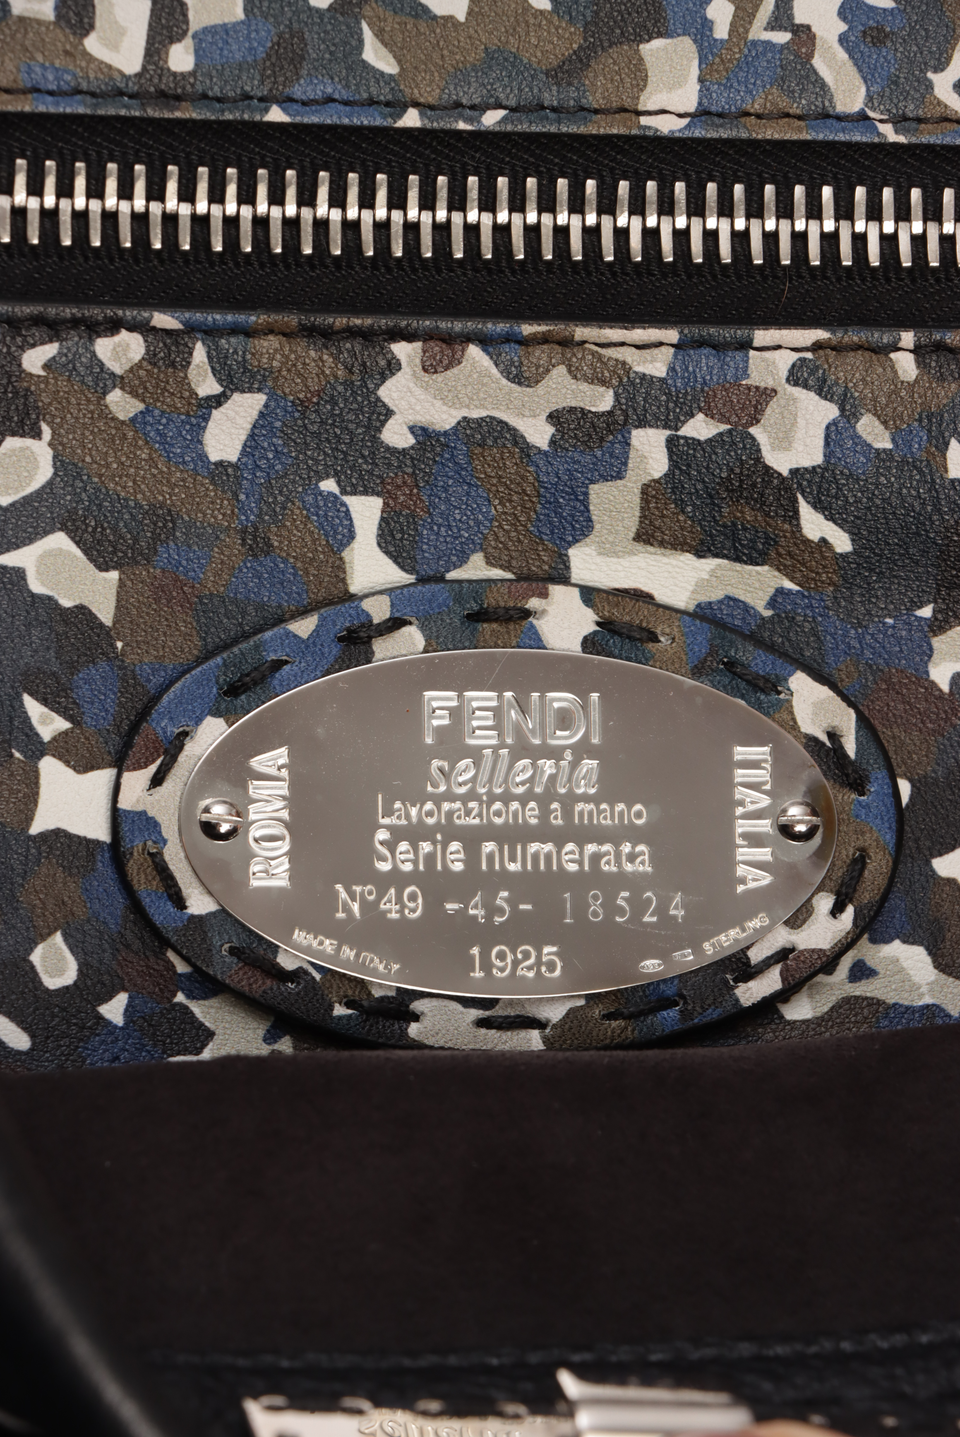 FENDI
selleria
Lavorazione a mano
Serie numerata
N°49 -45- 18524
1925
ROMA
ITALIA
MADE IN ITALY
STERLING